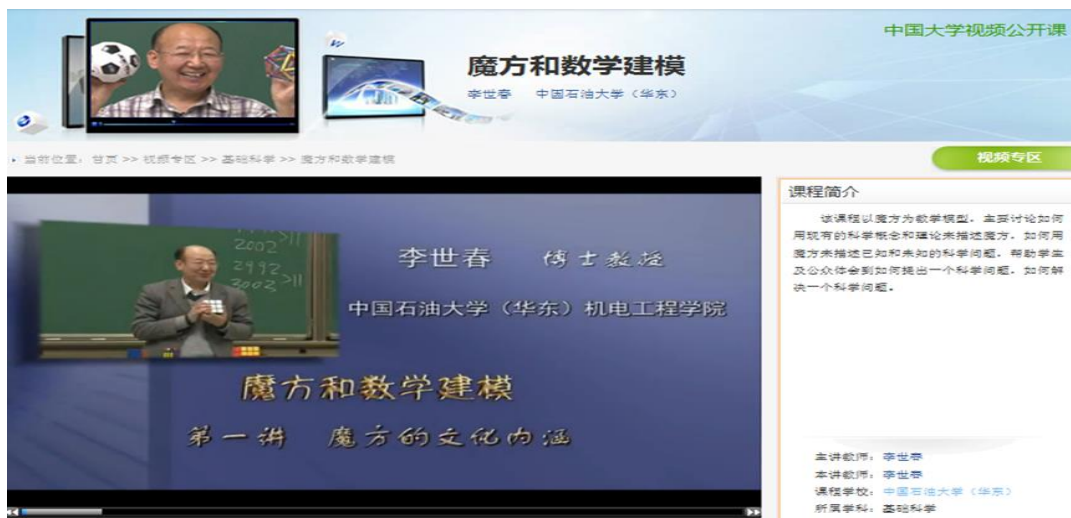 中国大学视频公开课
魔方和数学建模
李世春 中国石油大学（华东）
当前位置：首页 >> 视频专区 >> 基础科学 >> 魔方和数学建模
视频专区
2002 >11
2492
3002 >11
李世春 博士教授
中国石油大学（华东）机电工程学院
魔方和数学建模
第一讲 魔方的文化内涵
课程简介
该课程以魔方为数学模型，主要讨论如何
用现有的科学概念和理论来描述魔方，如何用
魔方来描述已知和未知的科学问题。帮助学生
及公众体会到如何提出一个科学问题，如何解
决一个科学问题。
主讲教师：李世春
本讲教师：李世春
课程学校：中国石油大学（华东）
所属学科：基础科学